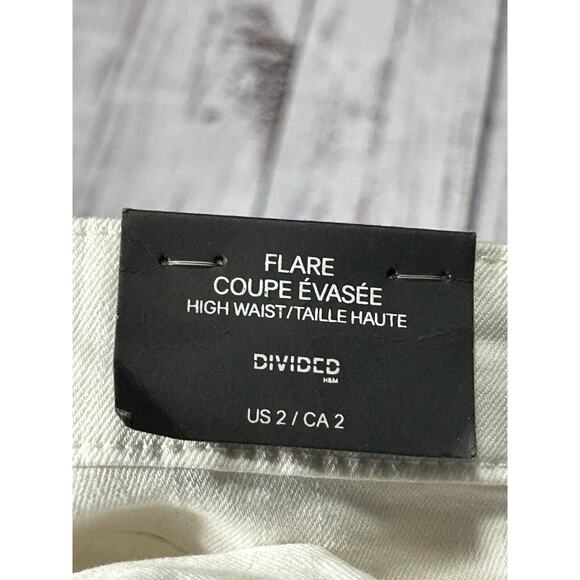 FLARE
COUPE ÉVASÉE
HIGH WAIST/TAILLE HAUTE
DIVIDED
H&M
US 2 / CA 2